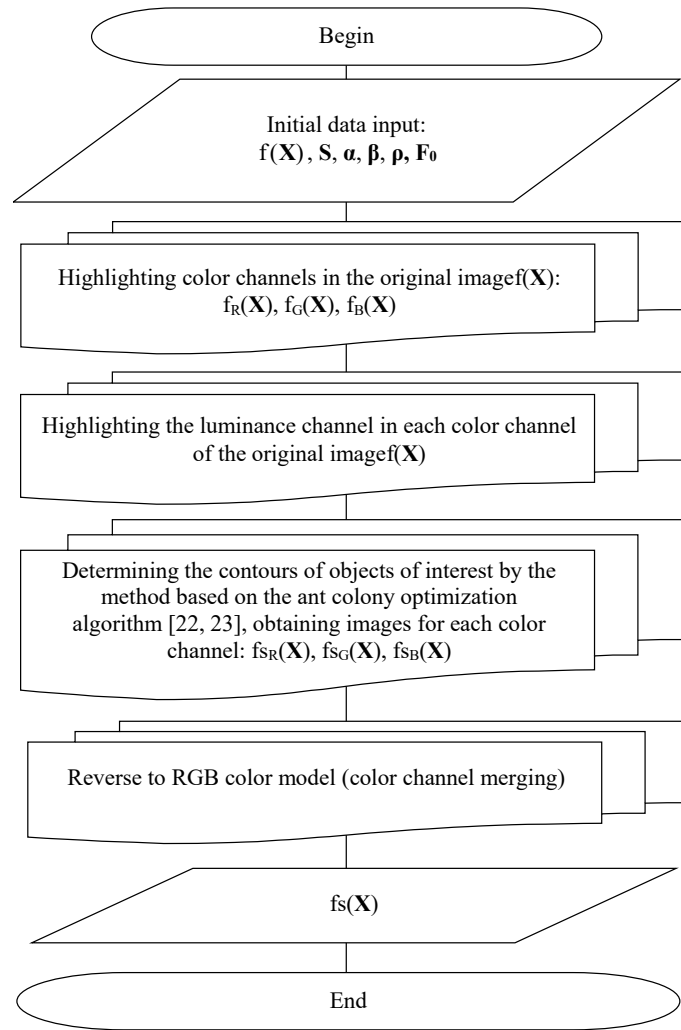 Begin
Initial data input:
f(X), S, α, β, ρ, F₀
Highlighting color channels in the original imagef(X):
f_R(X), f_G(X), f_B(X)
Highlighting the luminance channel in each color channel
of the original imagef(X)
Determining the contours of objects of interest by the
method based on the ant colony optimization
algorithm [22, 23], obtaining images for each color
channel: fs_R(X), fs_G(X), fs_B(X)
Reverse to RGB color model (color channel merging)
fs(X)
End